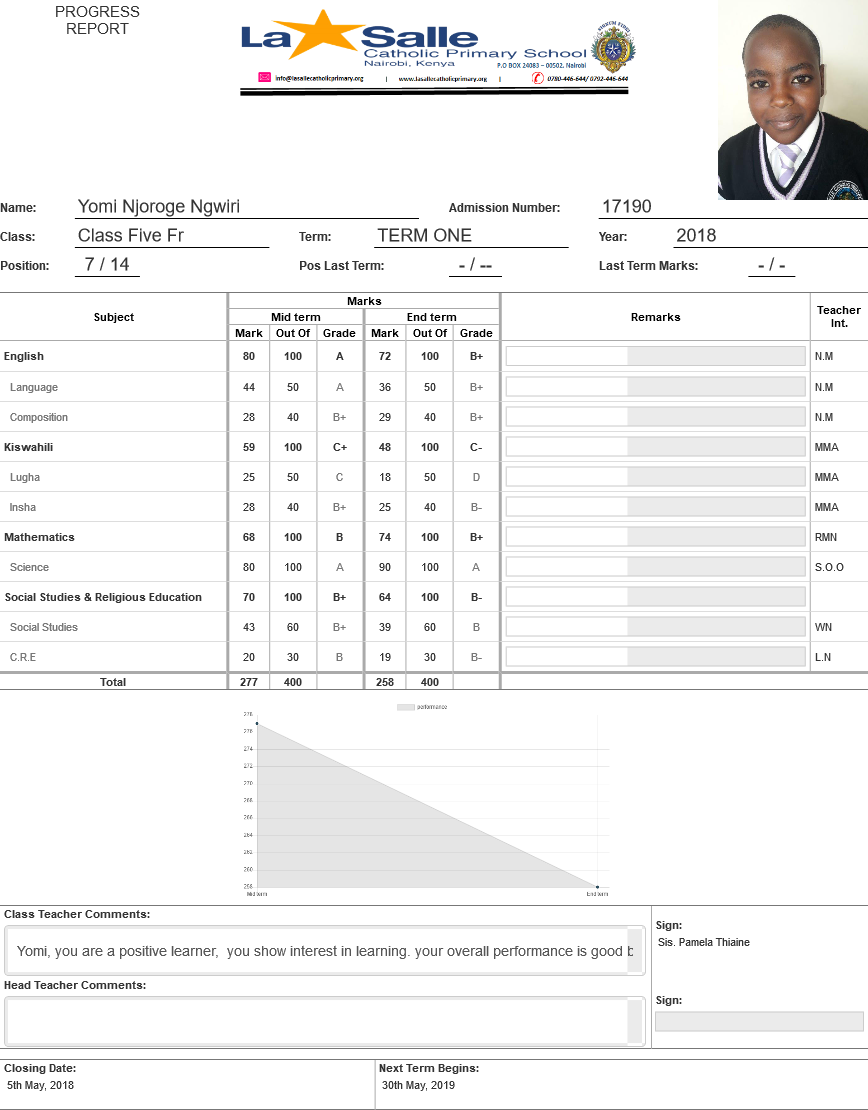 PROGRESS
REPORT
La Salle
Catholic Primary School
Nairobi, Kenya
P.O BOX 24083 – 00502, Nairobi
info@lasallecatholicprimary.org | www.lasallecatholicprimary.org | 0780-446-644/ 0792-446-644
Name: Yomi Njoroge Ngwiri Admission Number: 17190
Class: Class Five Fr Term: TERM ONE Year: 2018
Position: 7 / 14 Pos Last Term: - / -- Last Term Marks: - / -
Subject Marks Remarks Teacher Int.
Mid term End term
Mark Out Of Grade Mark Out Of Grade
English 80 100 A 72 100 B+ N.M
Language 44 50 A 36 50 B+ N.M
Composition 28 40 B+ 29 40 B+ N.M
Kiswahili 59 100 C+ 48 100 C- MMA
Lugha 25 50 C 18 50 D MMA
Insha 28 40 B+ 25 40 B- MMA
Mathematics 68 100 B 74 100 B+ RMN
Science 80 100 A 90 100 A S.O.O
Social Studies & Religious Education 70 100 B+ 64 100 B-
Social Studies 43 60 B+ 39 60 B WN
C.R.E 20 30 B 19 30 B- L.N
Total 277 400 258 400
performance
278
276
274
272
270
268
266
264
262
260
258
Mid term End term
Class Teacher Comments:
Yomi, you are a positive learner, you show interest in learning. your overall performance is good
Sign:
Sis. Pamela Thiaine
Head Teacher Comments:
Sign:
Closing Date: Next Term Begins:
5th May, 2018 30th May, 2019